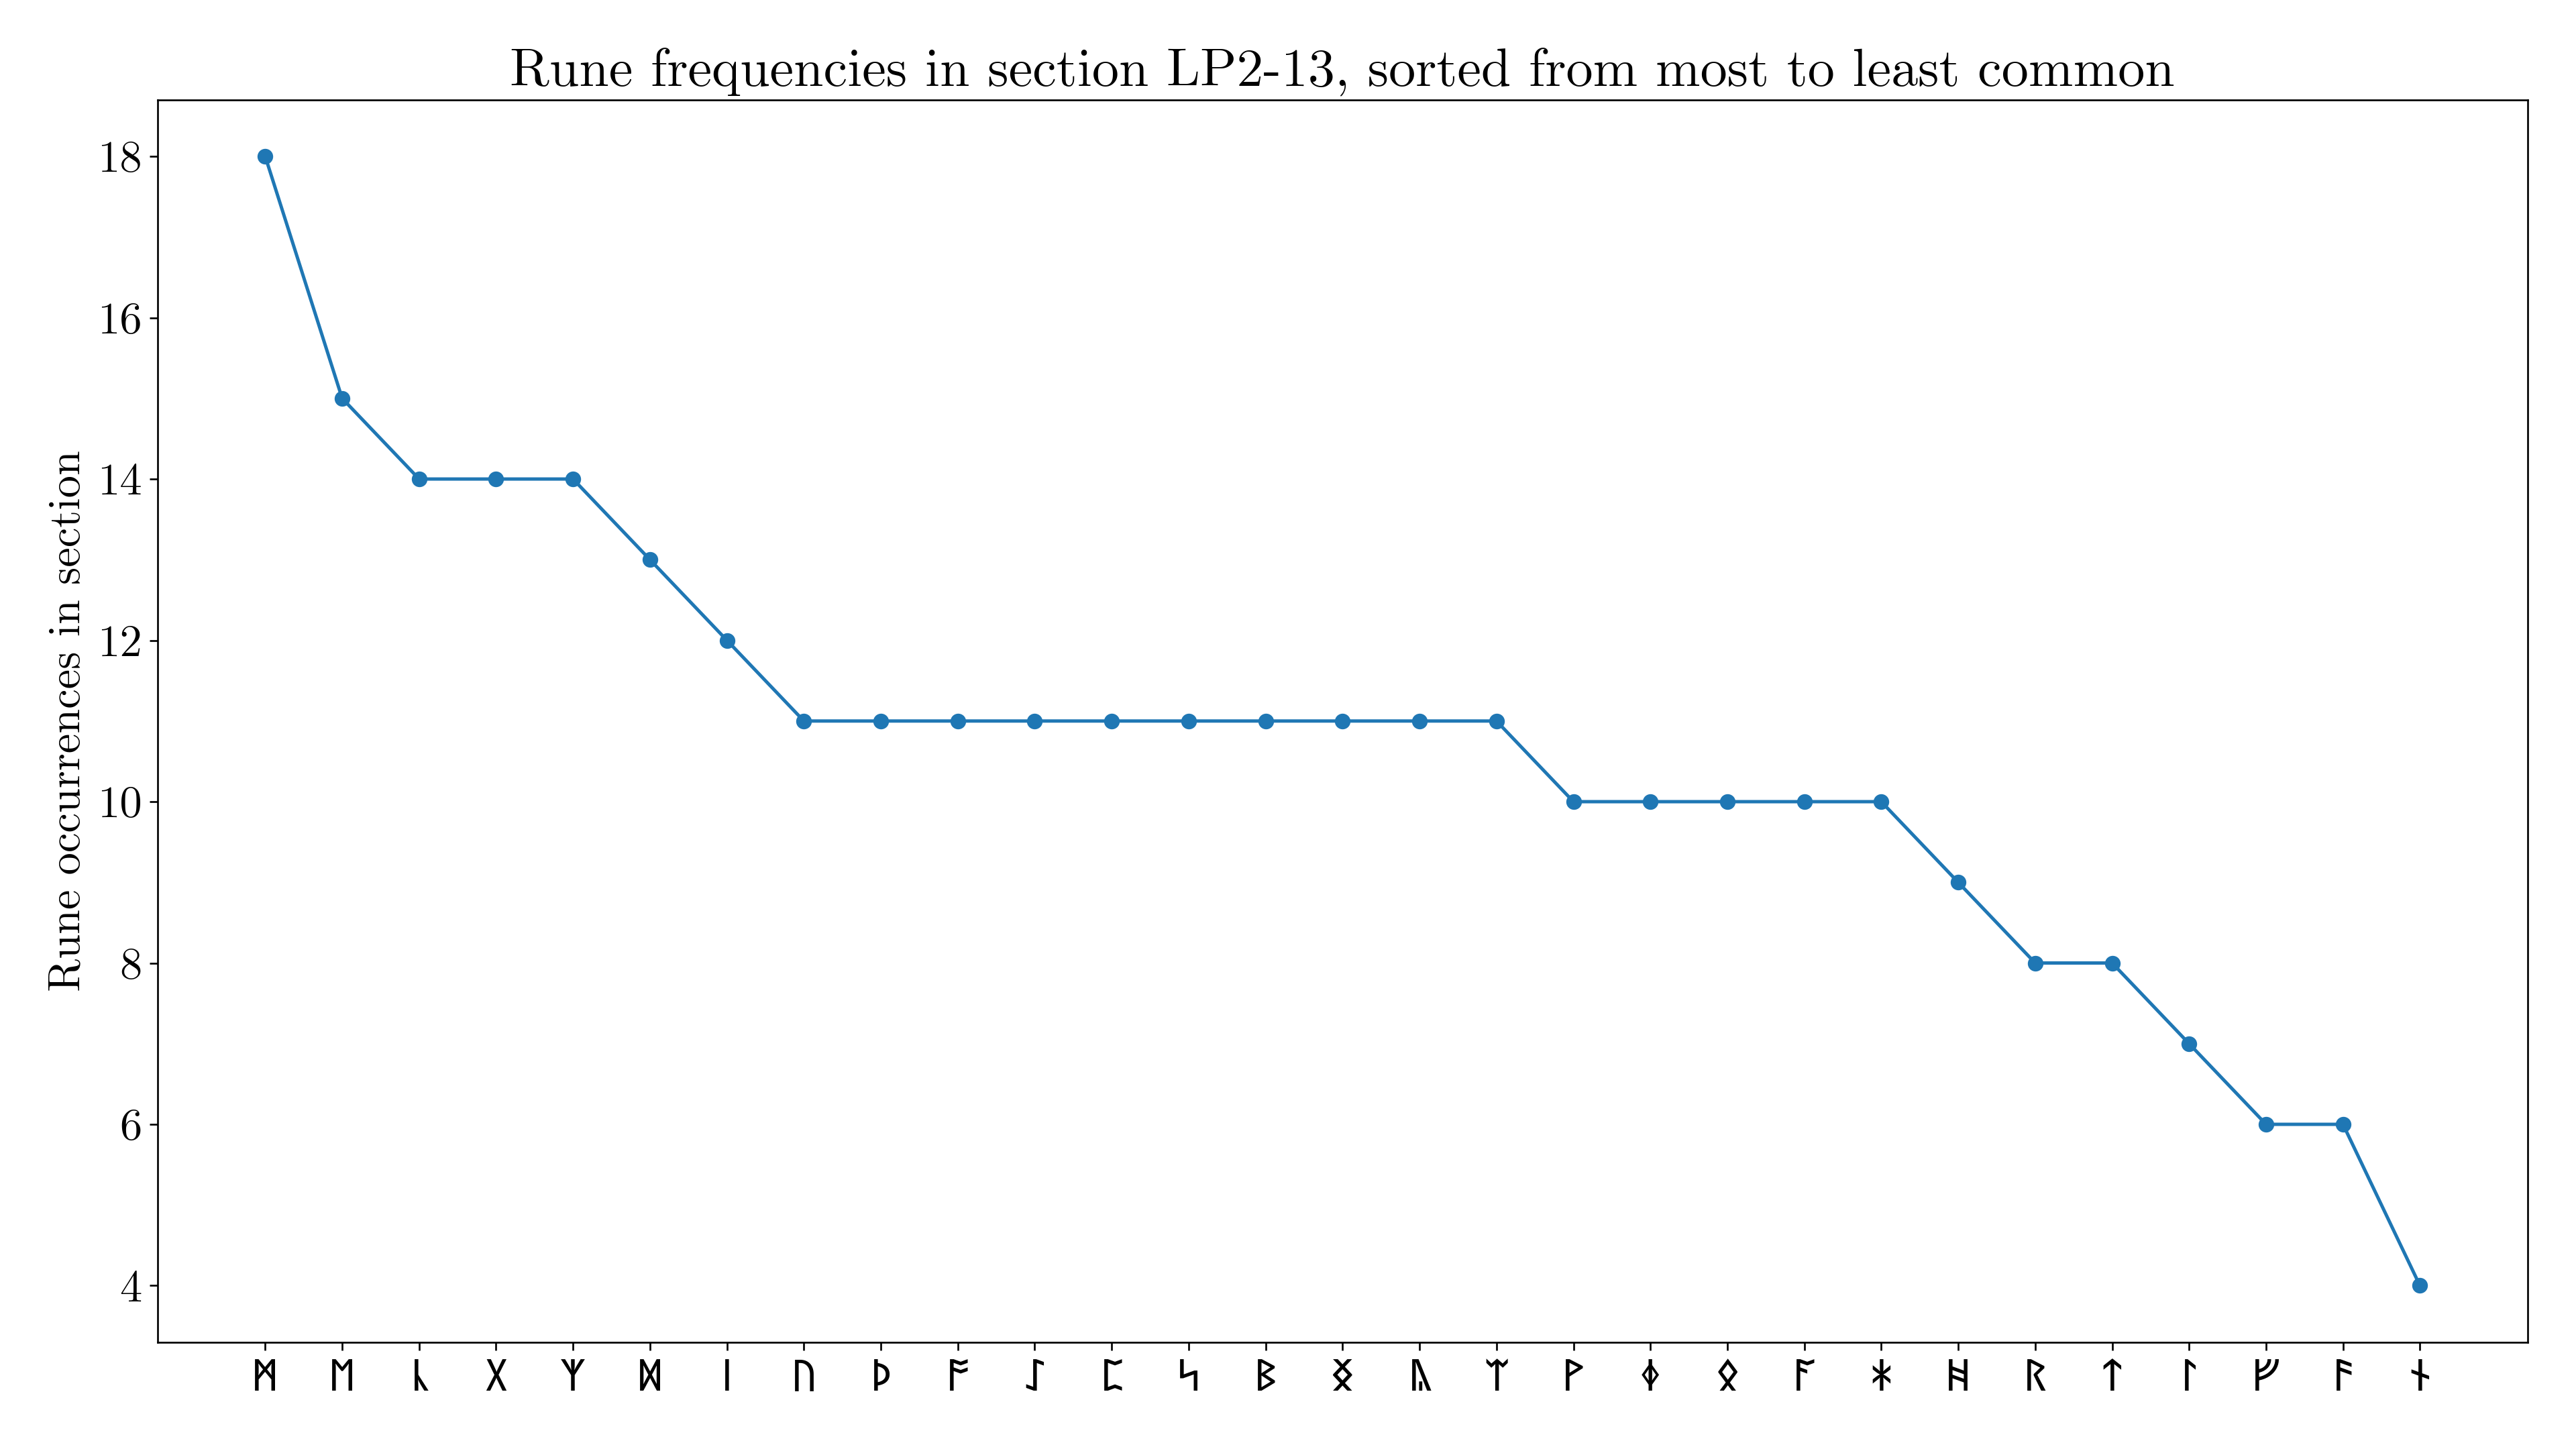 Rune frequencies in section LP2-13, sorted from most to least common
Rune occurrences in section
18
16
14
12
10
8
6
4
ᛗ ᛖ ᚳ ᚷ ᛉ ᛞ ᛁ ᚢ ᚦ ᚩ ᛇ ᛈ ᛋ ᛒ ᛝ ᚣ ᛠ ᚹ ᛄ ᛟ ᚪ ᛡ ᚻ ᚱ ᛏ ᛚ ᚠ ᚫ ᚾ